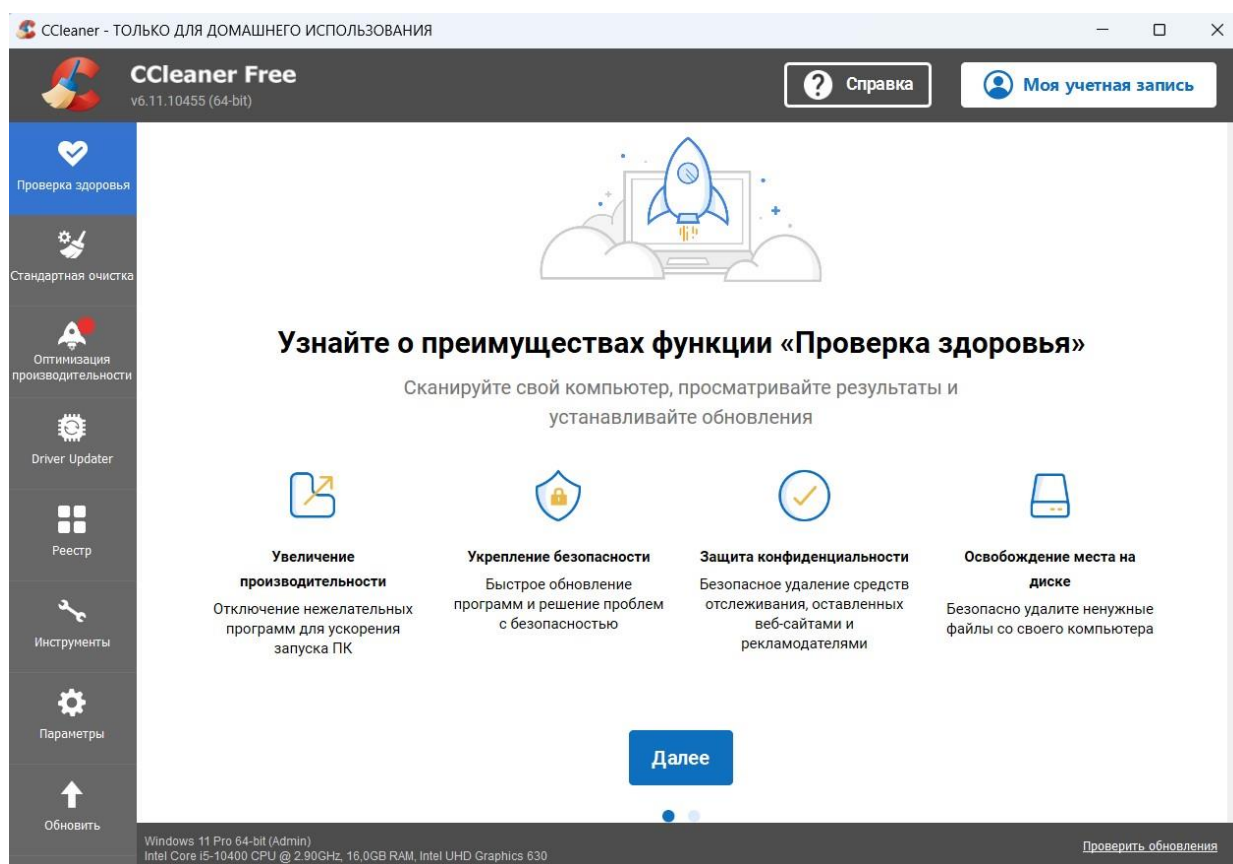 CCleaner - ТОЛЬКО ДЛЯ ДОМАШНЕГО ИСПОЛЬЗОВАНИЯ
CCleaner Free
v6.11.10455 (64-bit)
? Справка
Моя учетная запись
Проверка здоровья
Стандартная очистка
Оптимизация
производительности
Driver Updater
Реестр
Инструменты
Параметры
Обновить
Узнайте о преимуществах функции «Проверка здоровья»
Сканируйте свой компьютер, просматривайте результаты и
устанавливайте обновления
Увеличение
производительности
Отключение нежелательных
программ для ускорения
запуска ПК
Укрепление безопасности
Быстрое обновление
программ и решение проблем
с безопасностью
Защита конфиденциальности
Безопасное удаление средств
отслеживания, оставленных
веб-сайтами и
рекламодателями
Освобождение места на
диске
Безопасно удалите ненужные
файлы со своего компьютера
Далее
Windows 11 Pro 64-bit (Admin)
Intel Core i5-10400 CPU @ 2.90GHz, 16,0GB RAM, Intel UHD Graphics 630
Проверить обновления